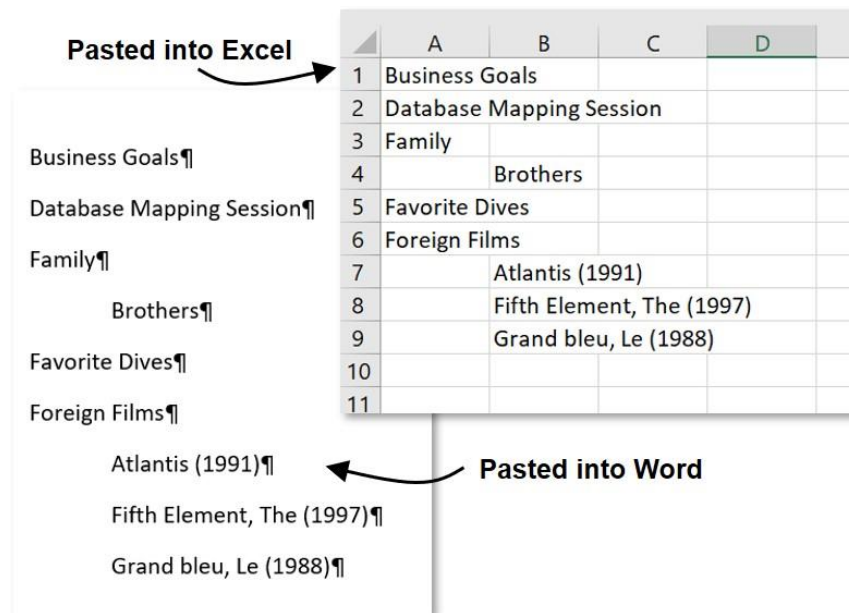 Pasted into Excel
A B C D
1 Business Goals
2 Database Mapping Session
3 Family
4 Brothers
5 Favorite Dives
6 Foreign Films
7 Atlantis (1991)
8 Fifth Element, The (1997)
9 Grand bleu, Le (1988)
10
11
Business Goals¶
Database Mapping Session¶
Family¶
Brothers¶
Favorite Dives¶
Foreign Films¶
Atlantis (1991)¶
Fifth Element, The (1997)¶
Grand bleu, Le (1988)¶
Pasted into Word